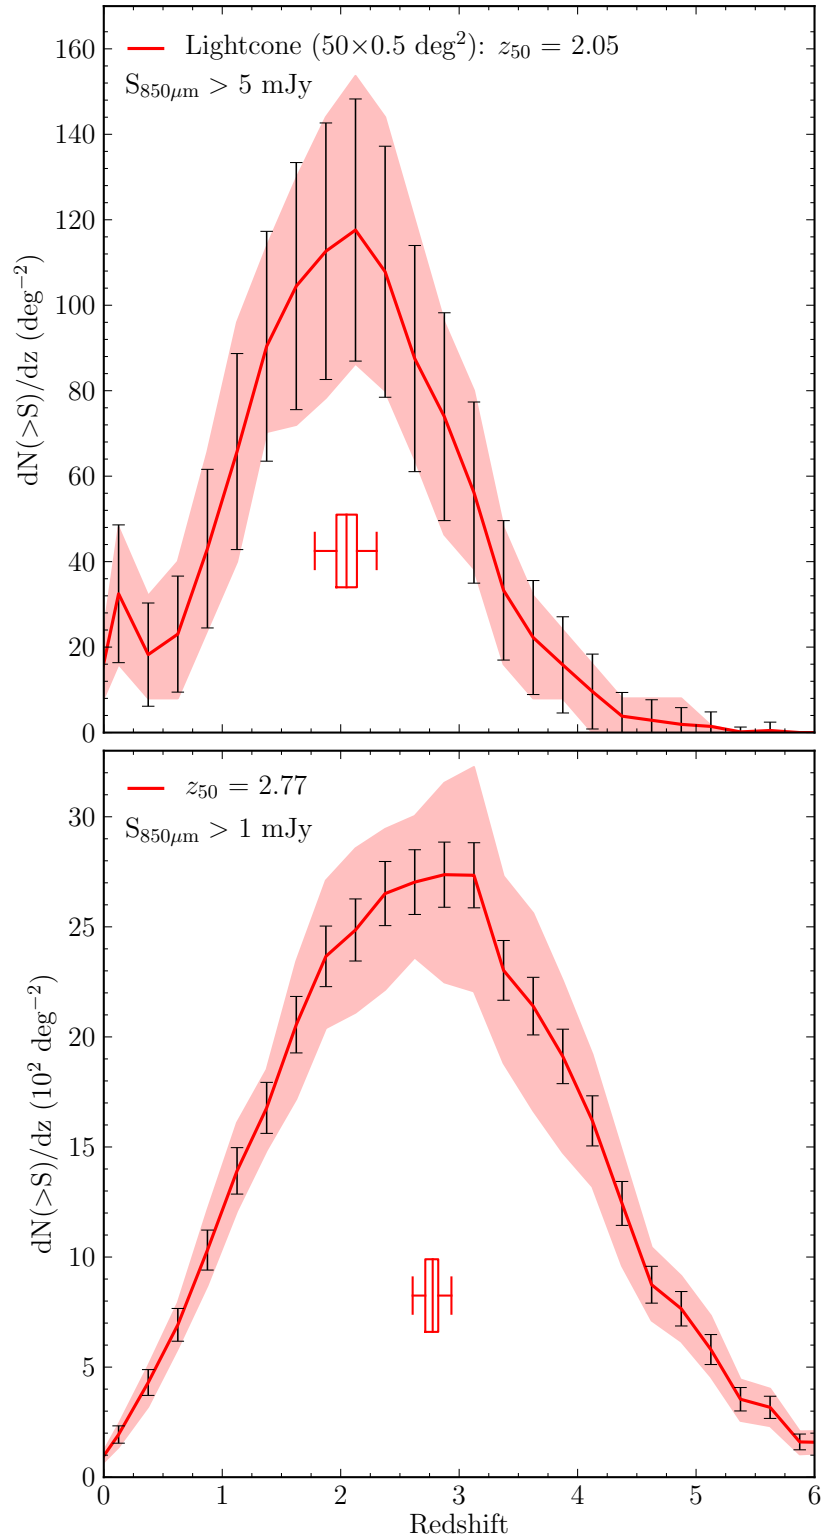 Lightcone (50×0.5 deg²): z₅₀ = 2.05
S₈₅₀μm > 5 mJy
160
140
120
100
80
60
40
20
0
dN(>S)/dz (deg⁻²)
z₅₀ = 2.77
S₈₅₀μm > 1 mJy
30
25
20
15
10
5
0
dN(>S)/dz (10² deg⁻²)
0 1 2 3 4 5 6
Redshift